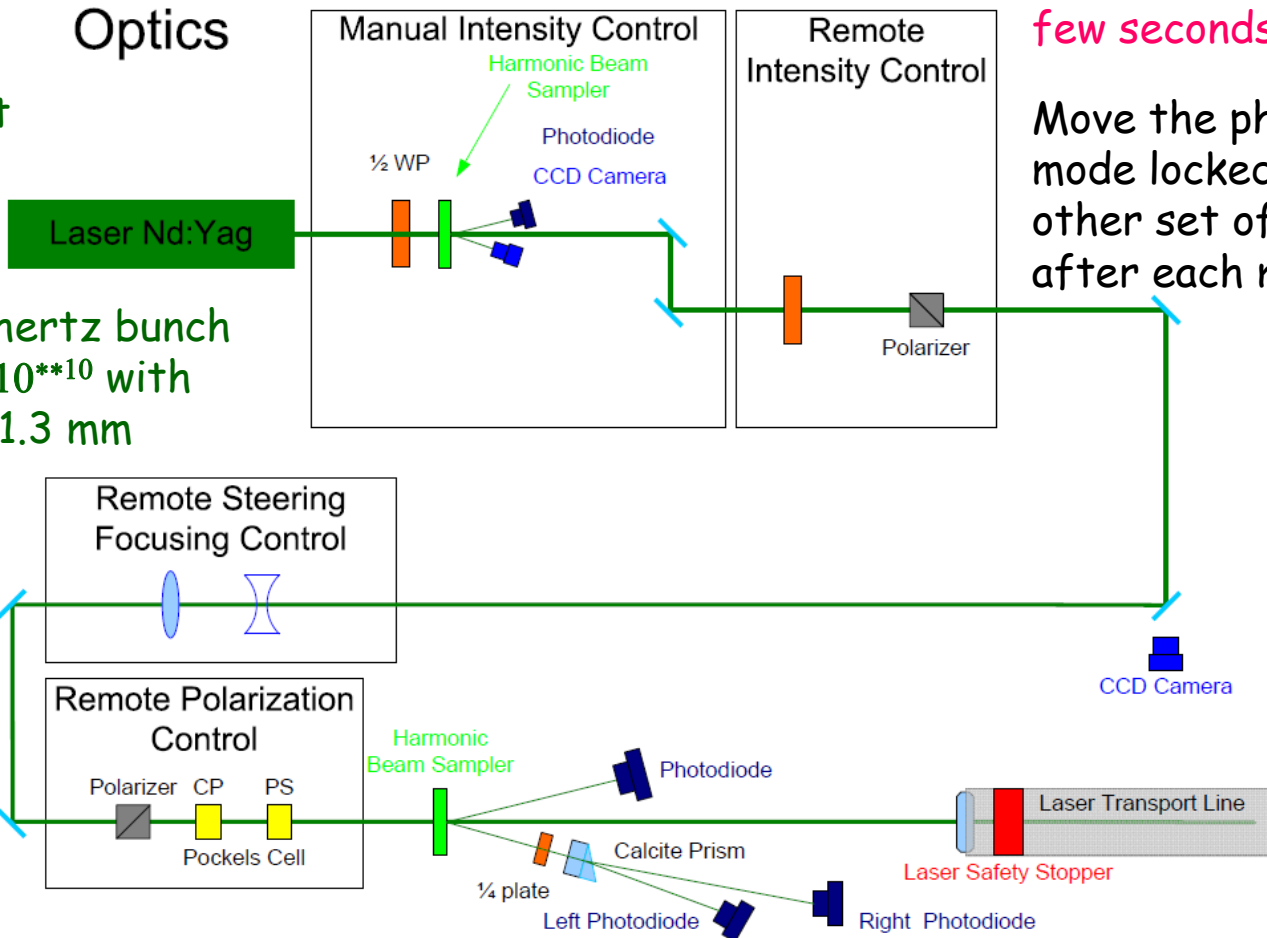 Optics
t
hertz bunch
10**10 with
1.3 mm
Manual Intensity Control
Harmonic Beam
Sampler
Photodiode
½ WP
CCD Camera
Laser Nd:Yag
Remote
Intensity Control
Polarizer
few seconds
Move the ph
mode locked
other set of
after each r
Remote Steering
Focusing Control
CCD Camera
Remote Polarization
Control
Polarizer CP PS
Pockels Cell
Harmonic
Beam Sampler
Photodiode
Calcite Prism
¼ plate
Left Photodiode
Right Photodiode
Laser Transport Line
Laser Safety Stopper